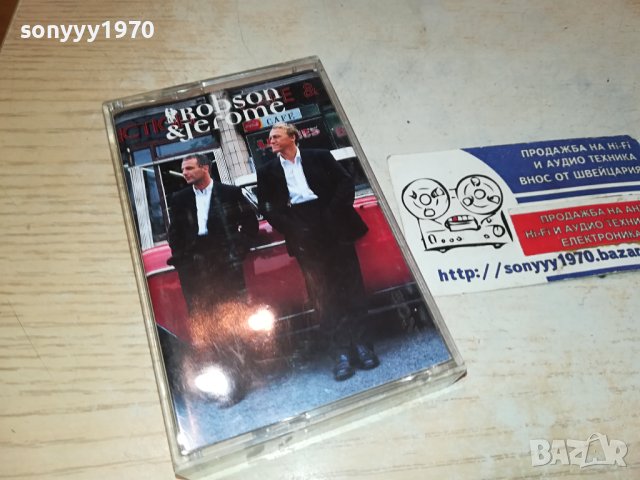 sonyyy1970
Robson
&Jerome
CAFE
ПРОДАЖБА НА Hi-Fi
И АУДИО ТЕХНИКА
ВНОС ОТ ШВЕЙЦАРИЯ
ПРОДАЖБА НА АН
Hi-Fi И АУДИО ТЕХНИ
ЕЛЕКТРОНИКА
http://sonyyy1970.bazar
BAZAR